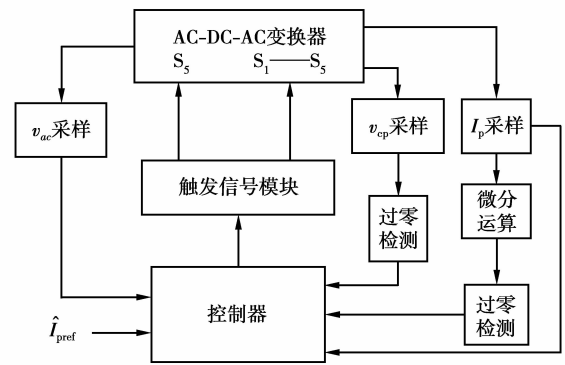 AC-DC-AC变换器
S5 S1——S5
vac采样
vcp采样
Ip采样
触发信号模块
过零
检测
微分
运算
控制器
过零
检测
Îpref